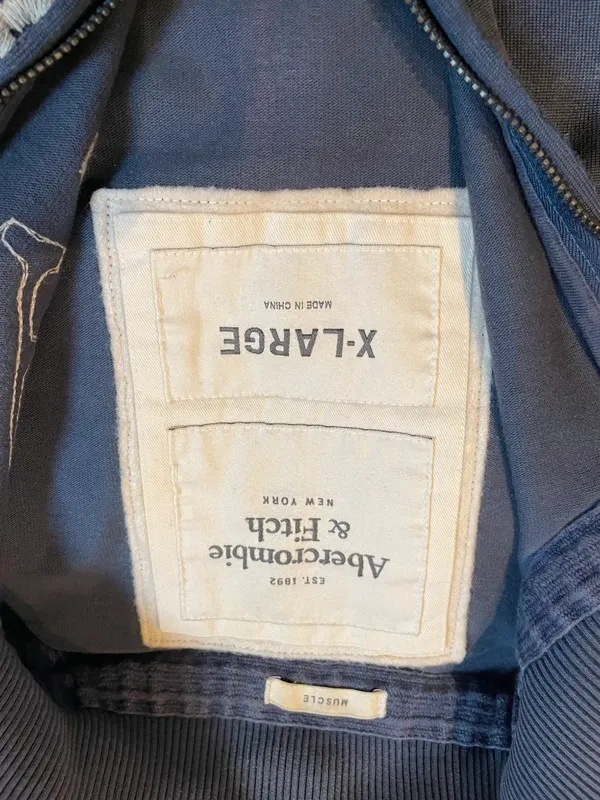 MUSCLE
EST. 1892
Abercrombie
& Fitch
NEW YORK
X-LARGE
MADE IN CHINA